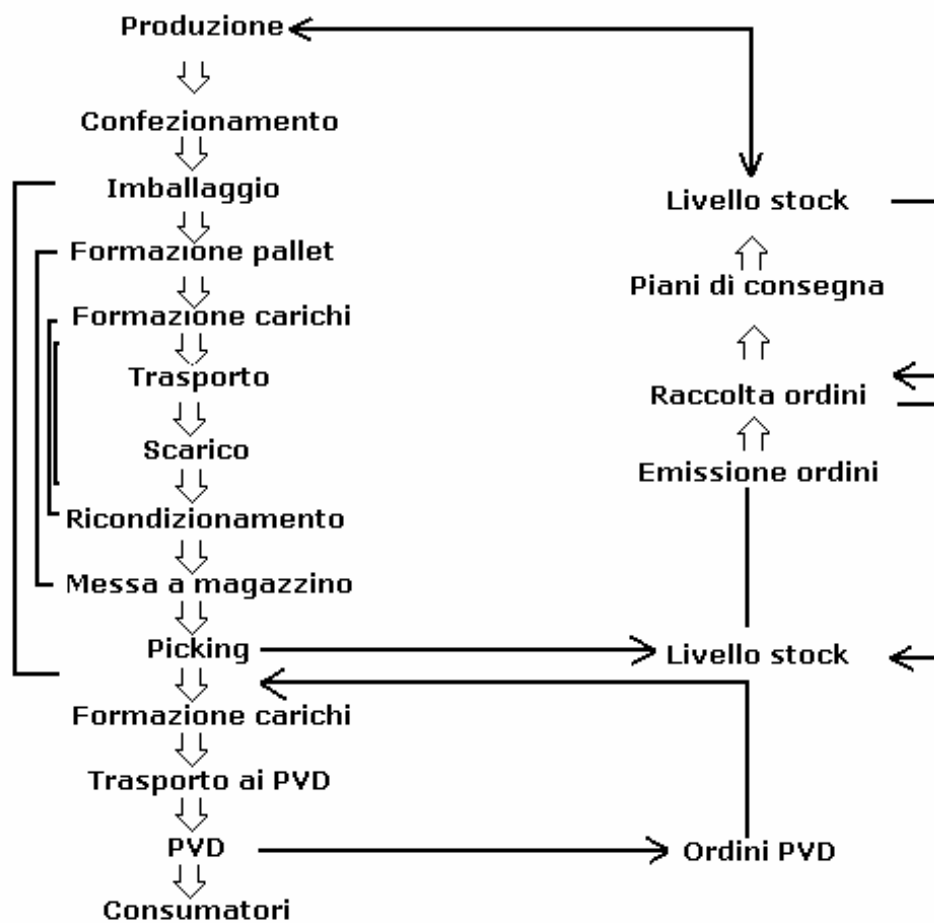 Produzione
Confezionamento
Imballaggio
Formazione pallet
Formazione carichi
Trasporto
Scarico
Ricondizionamento
Messa a magazzino
Picking
Formazione carichi
Trasporto ai PVD
PVD
Consumatori
Livello stock
Piani di consegna
Raccolta ordini
Emissione ordini
Livello stock
Ordini PVD